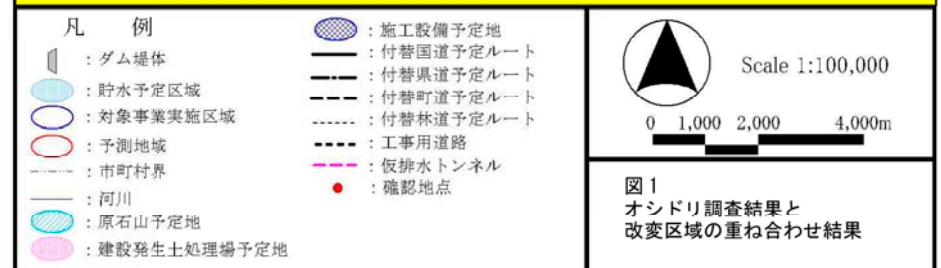 凡 例
：ダム堤体
：貯水予定区域
：対象事業実施区域
：予測地域
：市町村界
：河川
：原石山予定地
：建設発生土処理場予定地
：施工設備予定地
：付替国道予定ルート
：付替県道予定ルート
：付替町道予定ルート
：付替林道予定ルート
：工事用道路
：仮排水トンネル
：確認地点
Scale 1:100,000
0 1,000 2,000 4,000m
図1
オシドリ調査結果と
改変区域の重ね合わせ結果